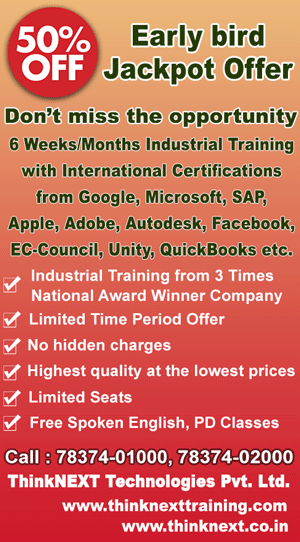 50%
OFF
Early bird
Jackpot Offer
Don't miss the opportunity
6 Weeks/Months Industrial Training
with International Certifications
from Google, Microsoft, SAP,
Apple, Adobe, Autodesk, Facebook,
EC-Council, Unity, QuickBooks etc.
Industrial Training from 3 Times
National Award Winner Company
Limited Time Period Offer
No hidden charges
Highest quality at the lowest prices
Limited Seats
Free Spoken English, PD Classes
Call : 78374-01000, 78374-02000
ThinkNEXT Technologies Pvt. Ltd.
www.thinknexttraining.com
www.thinknext.co.in